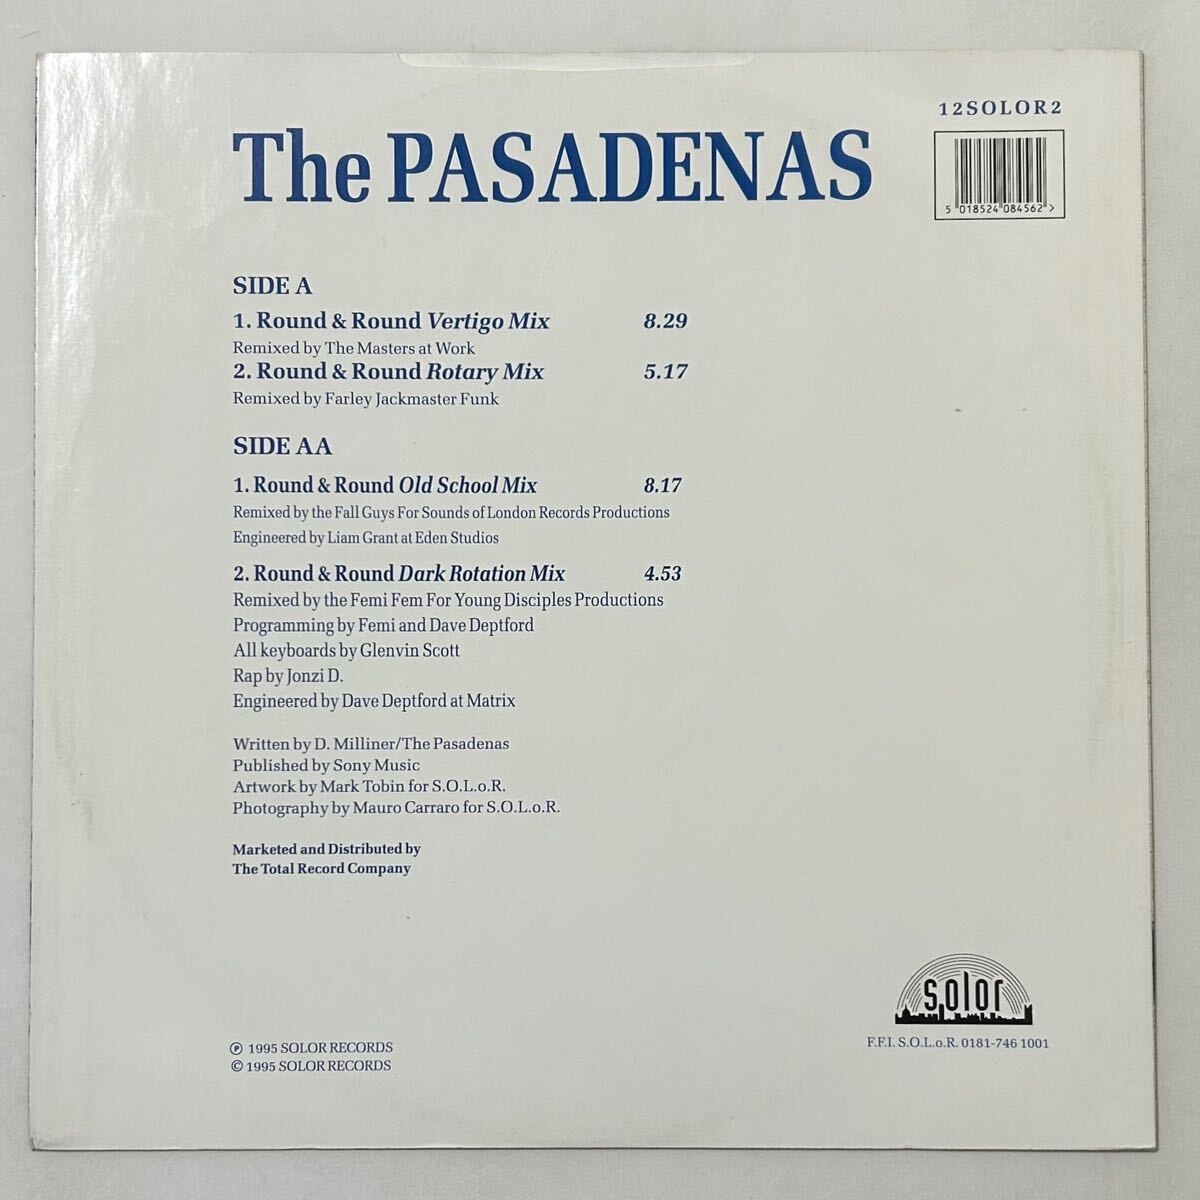 12SOLOR2
The PASADENAS
5 018524 084562 >
SIDE A
1. Round & Round Vertigo Mix 8.29
Remixed by The Masters at Work
2. Round & Round Rotary Mix 5.17
Remixed by Farley Jackmaster Funk
SIDE AA
1. Round & Round Old School Mix 8.17
Remixed by the Fall Guys For Sounds of London Records Productions
Engineered by Liam Grant at Eden Studios
2. Round & Round Dark Rotation Mix 4.53
Remixed by the Femi Fem For Young Disciples Productions
Programming by Femi and Dave Deptford
All keyboards by Glenvin Scott
Rap by Jonzi D.
Engineered by Dave Deptford at Matrix
Written by D. Milliner/The Pasadenas
Published by Sony Music
Artwork by Mark Tobin for S.O.L.o.R.
Photography by Mauro Carraro for S.O.L.o.R.
Marketed and Distributed by
The Total Record Company
solor
F.F.I. S.O.L.o.R. 0181-746 1001
℗ 1995 SOLOR RECORDS
© 1995 SOLOR RECORDS